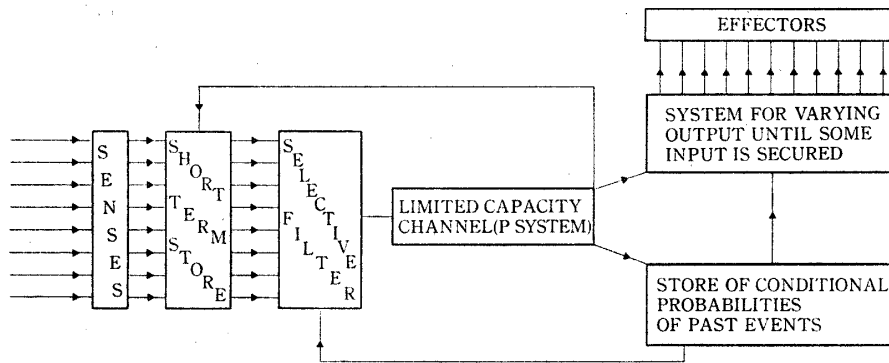 EFFECTORS
SYSTEM FOR VARYING
OUTPUT UNTIL SOME
INPUT IS SECURED
SENSES
SHORT TERM STORE
SELECTIVE FILTER
LIMITED CAPACITY
CHANNEL(P SYSTEM)
STORE OF CONDITIONAL
PROBABILITIES
OF PAST EVENTS